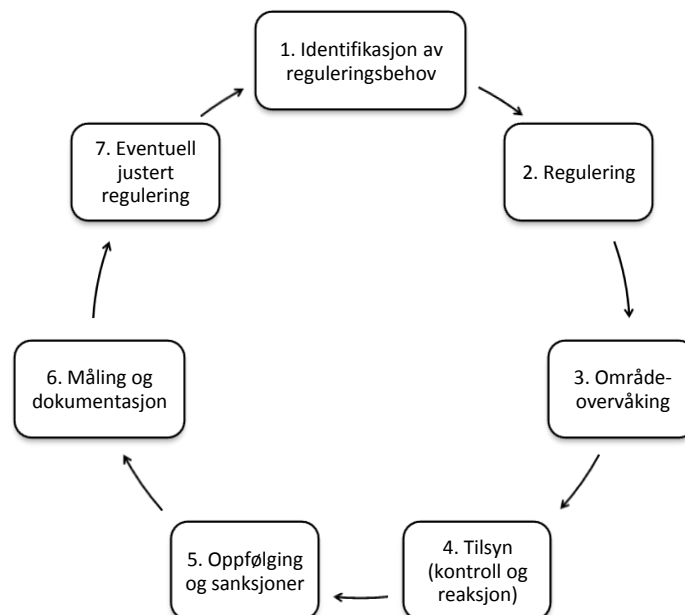 1. Identifikasjon av
reguleringsbehov
2. Regulering
3. Område-
overvåking
4. Tilsyn
(kontroll og
reaksjon)
5. Oppfølging
og sanksjoner
6. Måling og
dokumentasjon
7. Eventuell
justert
regulering